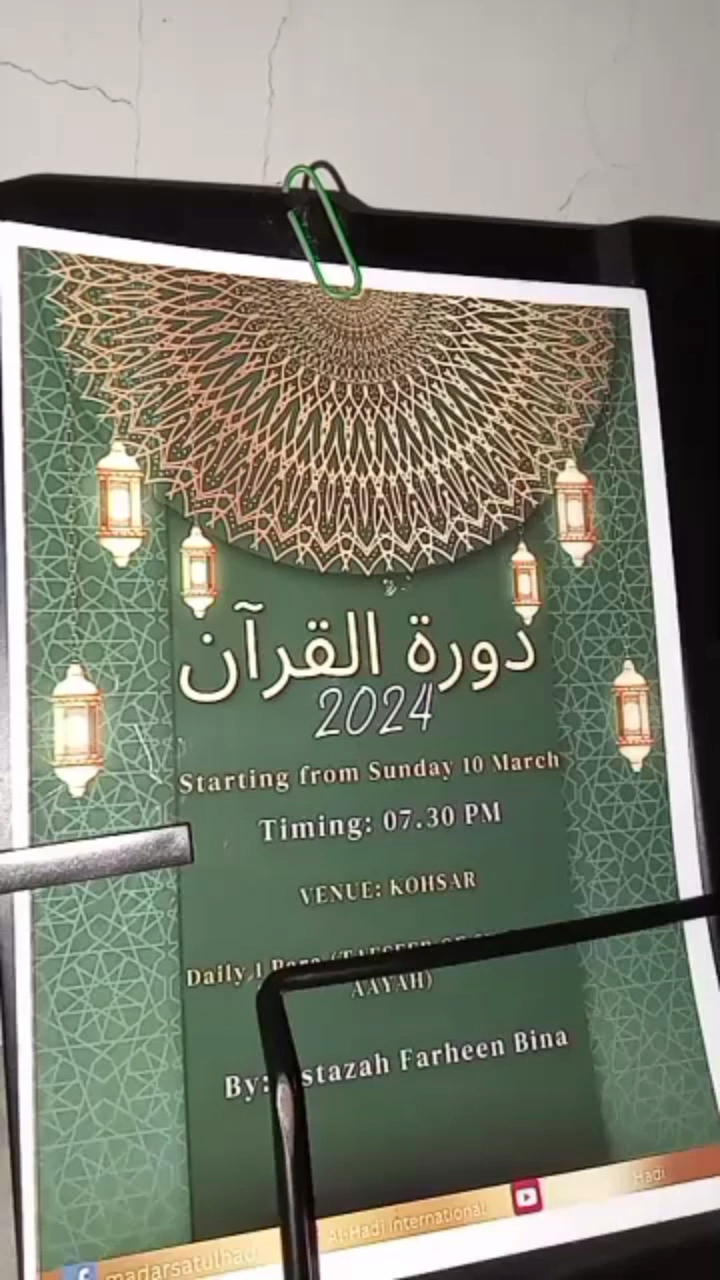 دورة القرآن
2024
Starting from Sunday 10 March
Timing: 07.30 PM
VENUE: KOHSAR
Daily 1 Para
AAYAH)
By: Farheen Bina
Al-Hadi International
Hadi